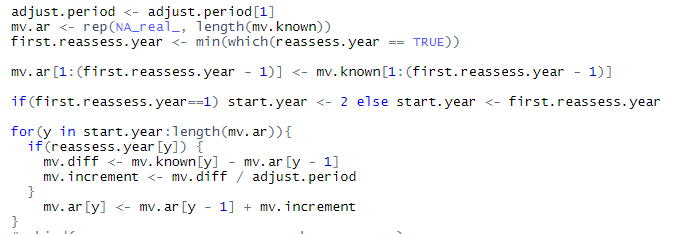 adjust.period <- adjust.period[1]
mv.ar <- rep(NA_real_, length(mv.known))
first.reassess.year <- min(which(reassess.year == TRUE))
mv.ar[1:(first.reassess.year - 1)] <- mv.known[1:(first.reassess.year - 1)]
if(first.reassess.year==1) start.year <- 2 else start.year <- first.reassess.year
for(y in start.year:length(mv.ar)){
  if(reassess.year[y]) {
    mv.diff <- mv.known[y] - mv.ar[y - 1]
    mv.increment <- mv.diff / adjust.period
  }
    mv.ar[y] <- mv.ar[y - 1] + mv.increment
}